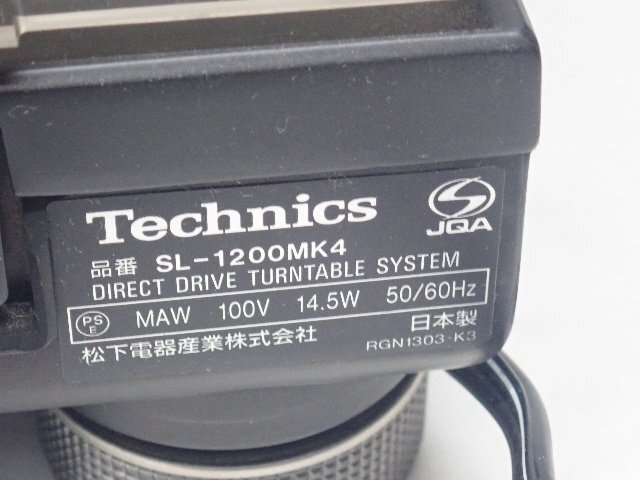 Technics
JQA
品番 SL-1200MK4
DIRECT DRIVE TURNTABLE SYSTEM
PS E MAW 100V 14.5W 50/60Hz
松下電器産業株式会社 日本製
RGN1303-K3